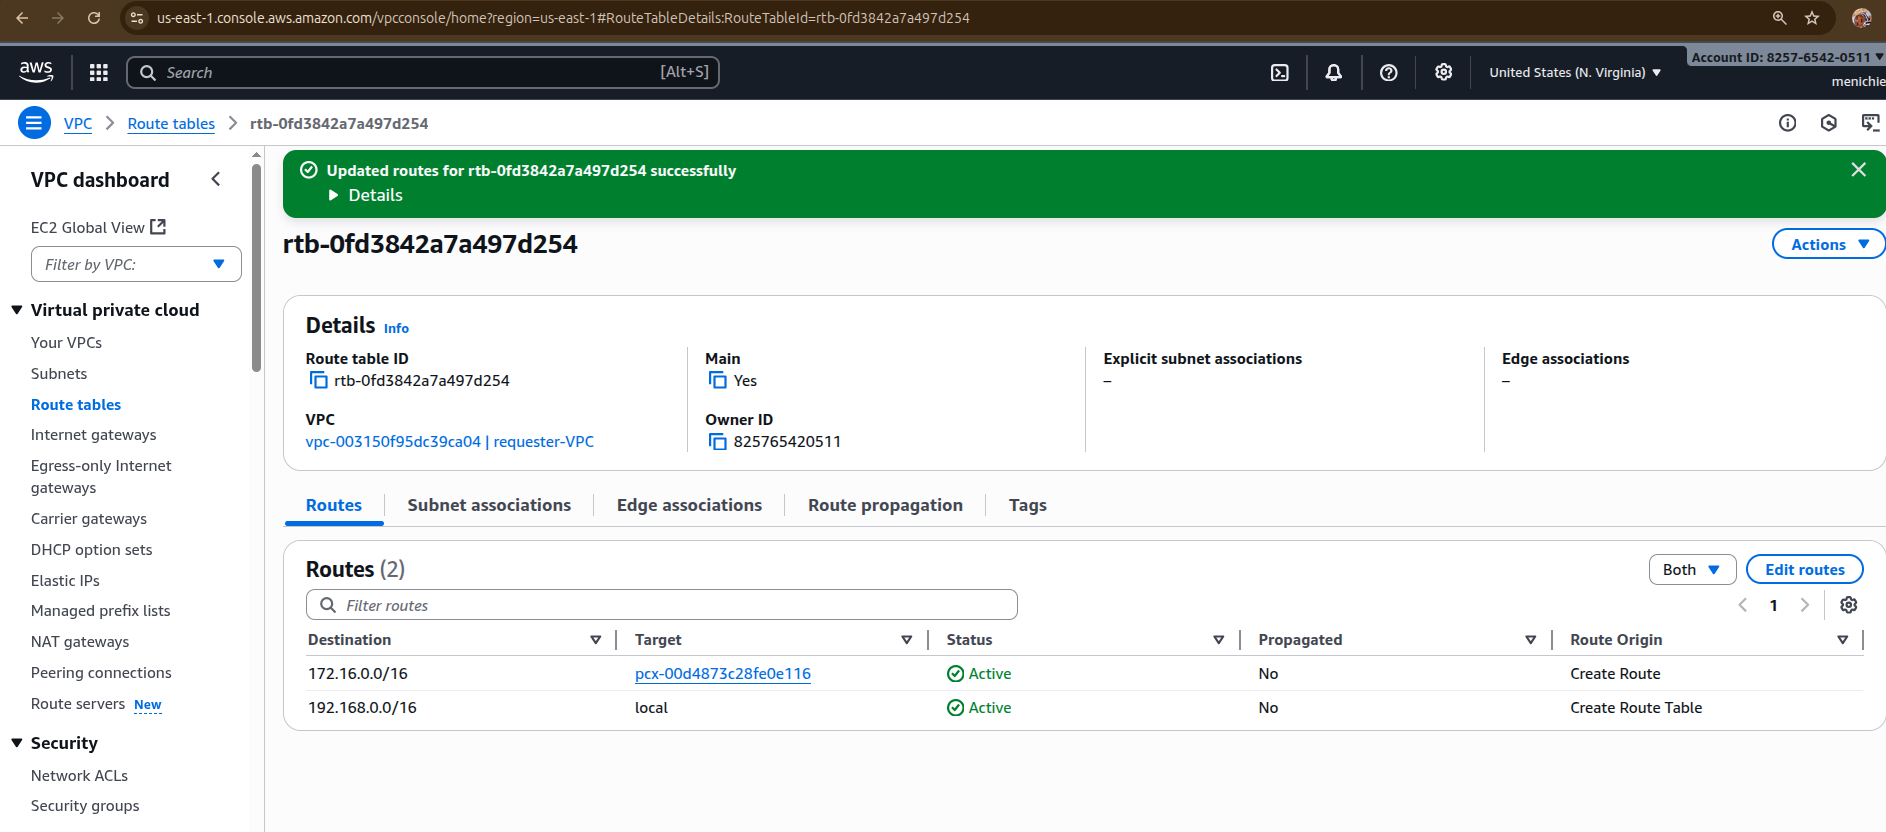 us-east-1.console.aws.amazon.com/vpcconsole/home?region=us-east-1#RouteTableDetails:RouteTableId=rtb-0fd3842a7a497d254
aws
Search [Alt+S]
United States (N. Virginia)
Account ID: 8257-6542-0511
menichie
VPC
Route tables
rtb-0fd3842a7a497d254
VPC dashboard
EC2 Global View
Filter by VPC:
Virtual private cloud
Your VPCs
Subnets
Route tables
Internet gateways
Egress-only Internet
gateways
Carrier gateways
DHCP option sets
Elastic IPs
Managed prefix lists
NAT gateways
Peering connections
Route servers New
Security
Network ACLs
Security groups
Updated routes for rtb-0fd3842a7a497d254 successfully
Details
rtb-0fd3842a7a497d254
Actions
Details Info
Route table ID
rtb-0fd3842a7a497d254
Main
Yes
Explicit subnet associations
–
Edge associations
–
VPC
vpc-003150f95dc39ca04 | requester-VPC
Owner ID
825765420511
Routes Subnet associations Edge associations Route propagation Tags
Routes (2)
Both
Edit routes
Filter routes
1
Destination Target Status Propagated Route Origin
172.16.0.0/16 pcx-00d4873c28fe0e116 Active No Create Route
192.168.0.0/16 local Active No Create Route Table